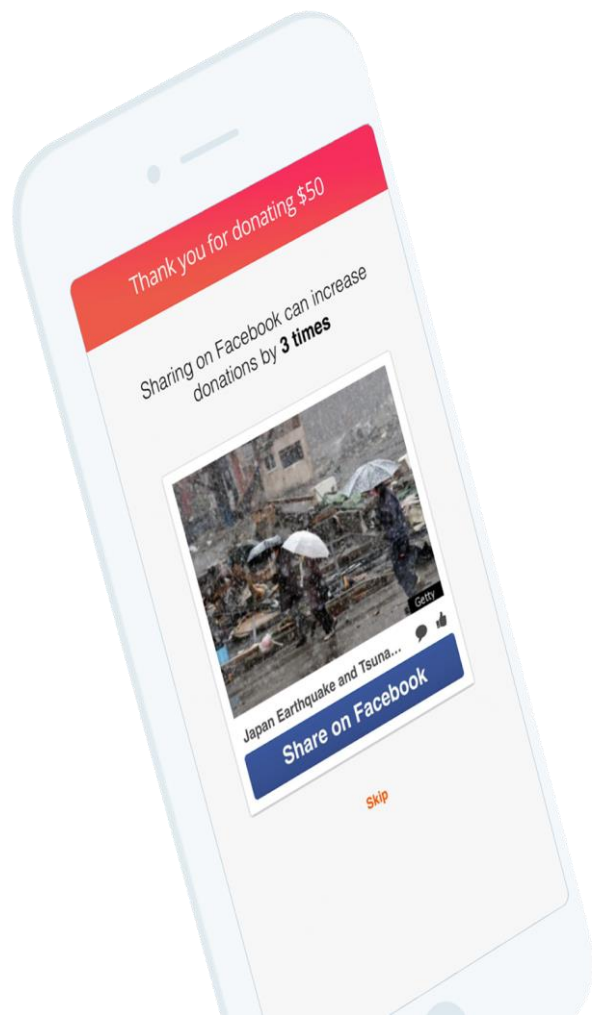 Thank you for donating $50
Sharing on Facebook can increase
donations by 3 times
Getty
Japan Earthquake and Tsuna...
Share on Facebook
Skip